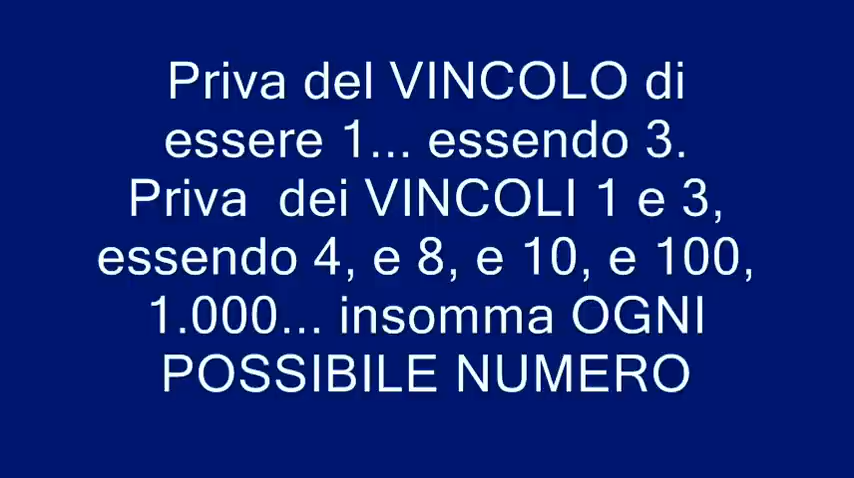 Priva del VINCOLO di
essere 1... essendo 3.
Priva  dei VINCOLI 1 e 3,
essendo 4, e 8, e 10, e 100,
1.000... insomma OGNI
POSSIBILE NUMERO